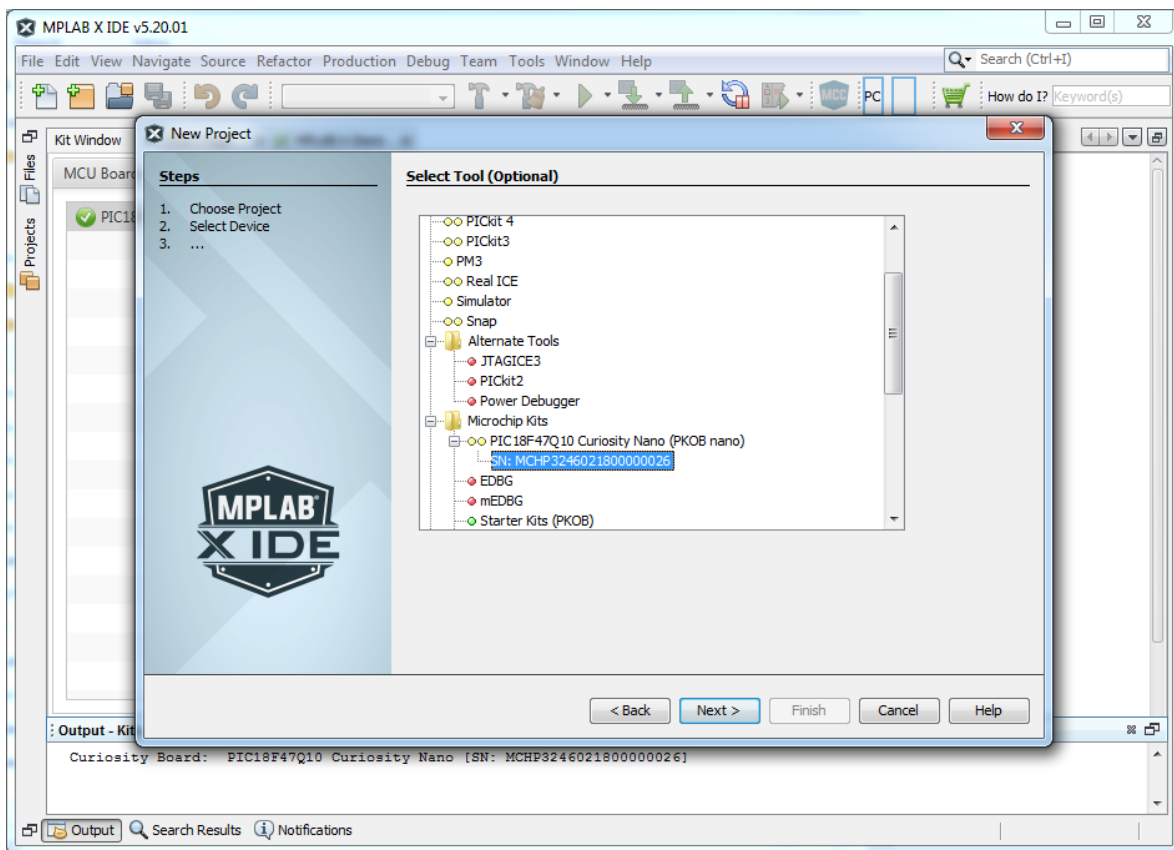 MPLAB X IDE v5.20.01
File Edit View Navigate Source Refactor Production Debug Team Tools Window Help
Search (Ctrl+I)
MCC
PC
How do I?
Keyword(s)
Files
Projects
Kit Window
MCU Board
PIC18
New Project
Steps
1. Choose Project
2. Select Device
3. ...
MPLAB®
X IDE
Select Tool (Optional)
PICkit 4
PICkit3
PM3
Real ICE
Simulator
Snap
Alternate Tools
JTAGICE3
PICkit2
Power Debugger
Microchip Kits
PIC18F47Q10 Curiosity Nano (PKOB nano)
SN: MCHP3246021800000026
EDBG
mEDBG
Starter Kits (PKOB)
< Back
Next >
Finish
Cancel
Help
Output - Kit
Curiosity Board: PIC18F47Q10 Curiosity Nano [SN: MCHP3246021800000026]
Output
Search Results
Notifications